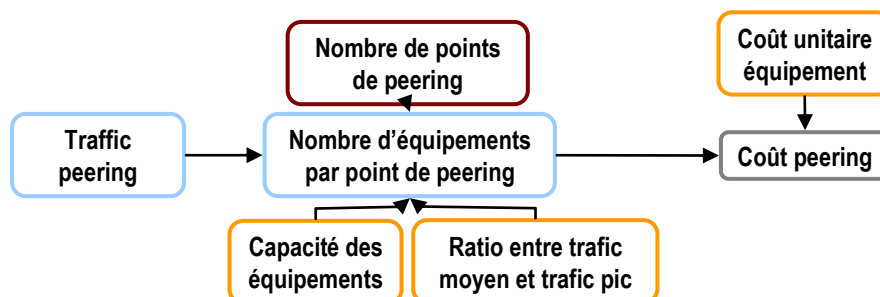 Nombre de points
de peering
Coût unitaire
équipement
Traffic
peering
Nombre d'équipements
par point de peering
Coût peering
Capacité des
équipements
Ratio entre trafic
moyen et trafic pic